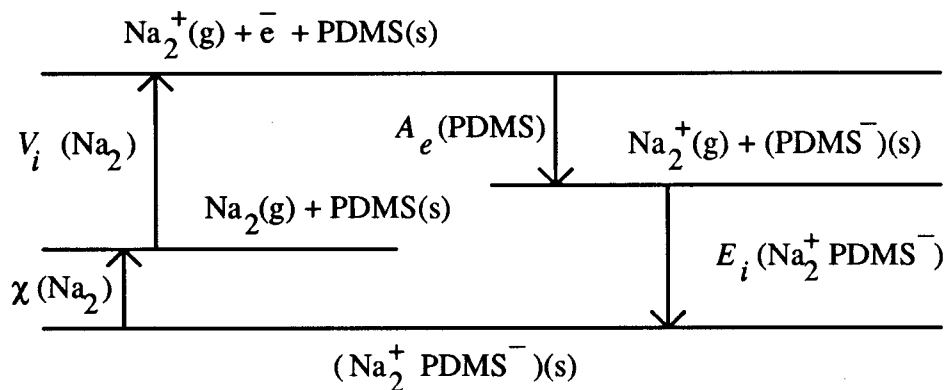 Na₂⁺(g) + e̅ + PDMS(s)
Vᵢ (Na₂)
Aₑ(PDMS)
Na₂⁺(g) + (PDMS⁻)(s)
Na₂(g) + PDMS(s)
χ(Na₂)
Eᵢ(Na₂⁺ PDMS⁻)
(Na₂⁺ PDMS⁻)(s)